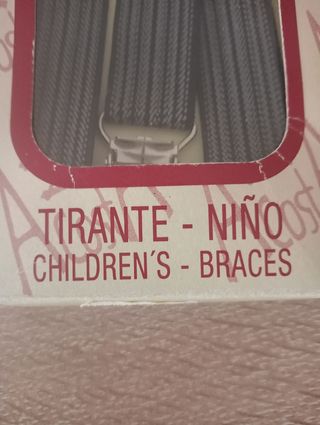 TIRANTE - NIÑO
CHILDREN´S - BRACES